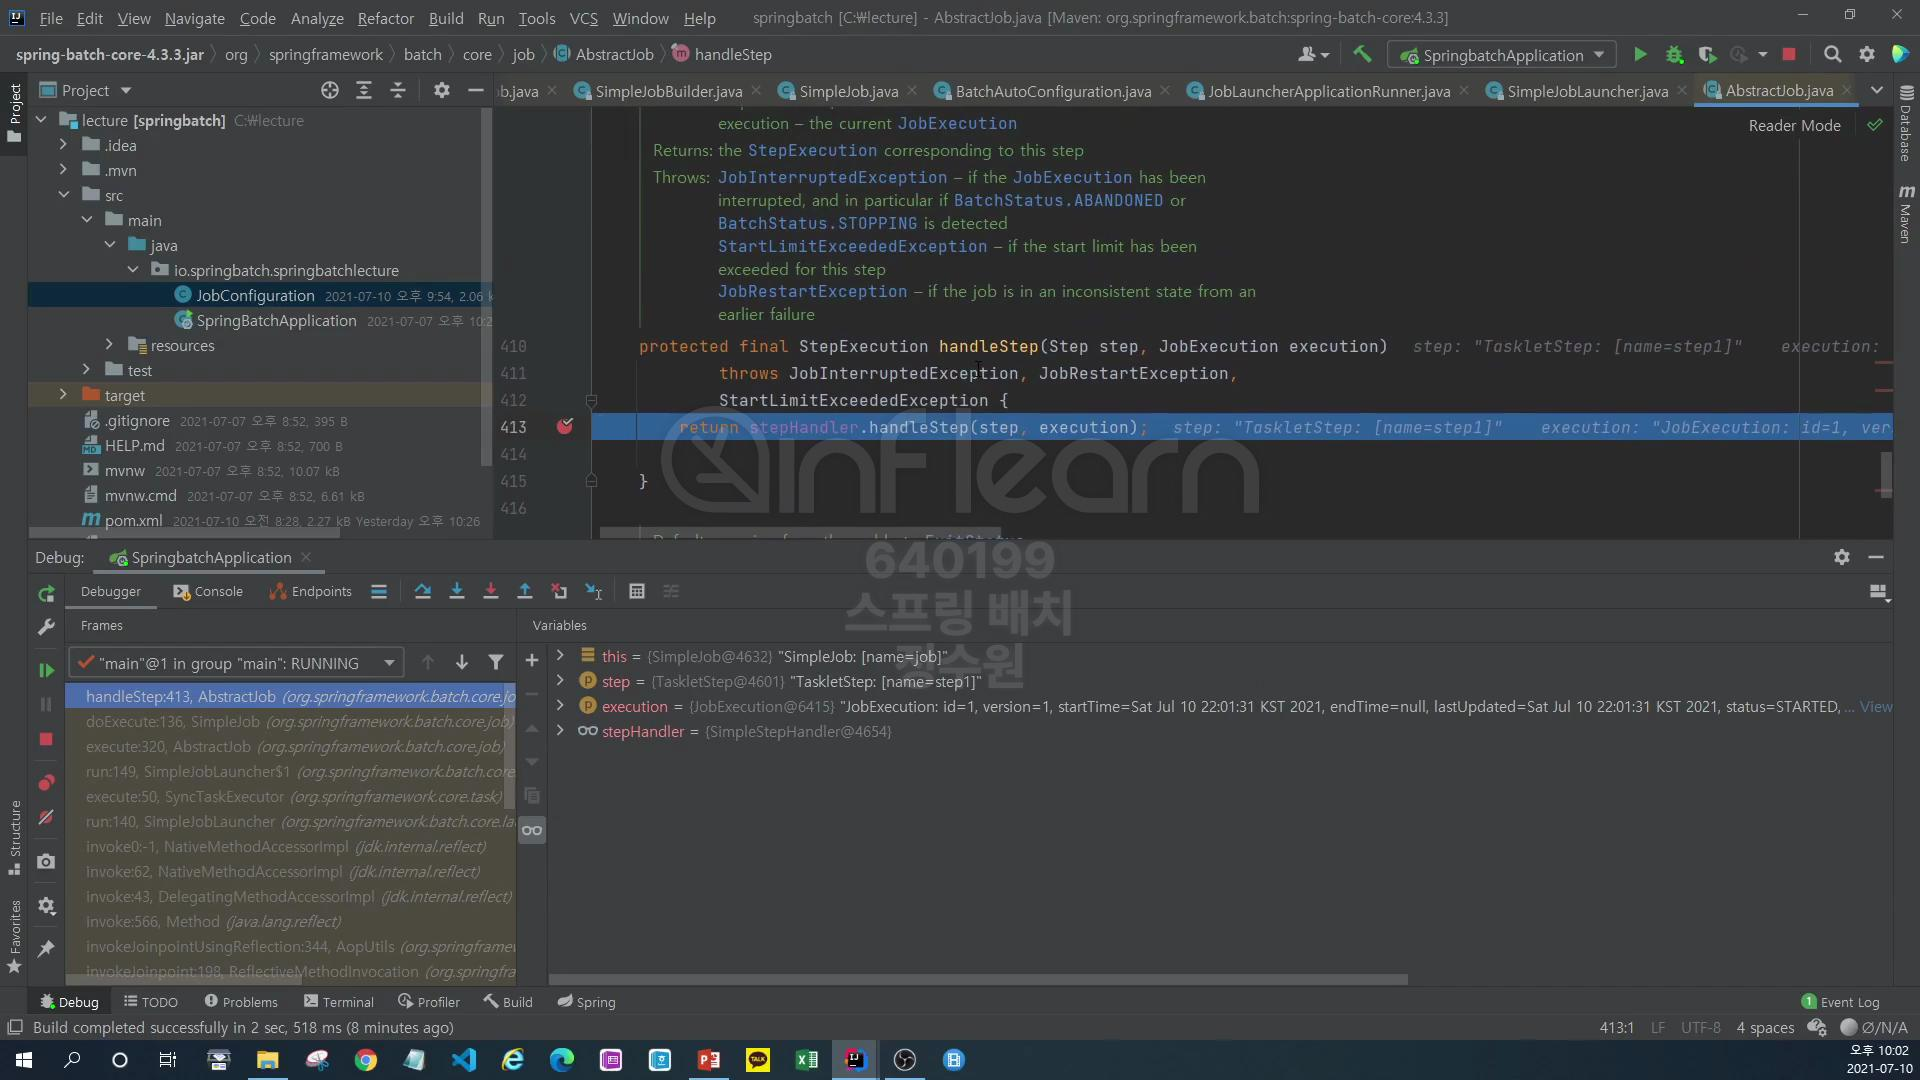 File Edit View Navigate Code Analyze Refactor Build Run Tools VCS Window Help springbatch [C:\lecture] - AbstractJob.java [Maven: org.springframework.batch:spring-batch-core:4.3.3]
spring-batch-core-4.3.3.jar org springframework batch core job AbstractJob handleStep
SpringbatchApplication
Project
ob.java SimpleJobBuilder.java SimpleJob.java BatchAutoConfiguration.java JobLauncherApplicationRunner.java SimpleJobLauncher.java AbstractJob.java
Project
Database
Maven
Structure
Favorites
lecture [springbatch] C:₩lecture
.idea
.mvn
src
main
java
io.springbatch.springbatchlecture
JobConfiguration 2021-07-10 오후 9:54, 2.06 k
SpringBatchApplication 2021-07-07 오후 10:2
resources
test
target
.gitignore 2021-07-07 오후 8:52, 395 B
HELP.md 2021-07-07 오후 8:52, 700 B
mvnw 2021-07-07 오후 8:52, 10.07 kB
mvnw.cmd 2021-07-07 오후 8:52, 6.61 kB
pom.xml 2021-07-10 오전 8:28, 2.27 kB Yesterday 오후 10:26
Reader Mode
execution – the current JobExecution
Returns: the StepExecution corresponding to this step
Throws: JobInterruptedException – if the JobExecution has been
interrupted, and in particular if BatchStatus.ABANDONED or
BatchStatus.STOPPING is detected
StartLimitExceededException – if the start limit has been
exceeded for this step
JobRestartException – if the job is in an inconsistent state from an
earlier failure
410 protected final StepExecution handleStep(Step step, JobExecution execution) step: "TaskletStep: [name=step1]" execution:
411 throws JobInterruptedException, JobRestartException,
412 StartLimitExceededException {
413 return stepHandler.handleStep(step, execution); step: "TaskletStep: [name=step1]" execution: "JobExecution: id=1, ver
414
415 }
416
inflearn
640199
스프링 배치
정수원
Debug: SpringbatchApplication
Debugger Console Endpoints
Frames
Variables
"main"@1 in group "main": RUNNING
handleStep:413, AbstractJob (org.springframework.batch.core.jo
doExecute:136, SimpleJob (org.springframework.batch.core.job)
execute:320, AbstractJob (org.springframework.batch.core.job)
run:149, SimpleJobLauncher$1 (org.springframework.batch.core.
execute:50, SyncTaskExecutor (org.springframework.core.task)
run:140, SimpleJobLauncher (org.springframework.batch.core.la
invoke0:-1, NativeMethodAccessorImpl (jdk.internal.reflect)
invoke:62, NativeMethodAccessorImpl (jdk.internal.reflect)
invoke:43, DelegatingMethodAccessorImpl (jdk.internal.reflect)
invoke:566, Method (java.lang.reflect)
invokeJoinpointUsingReflection:344, AopUtils (org.springframew
invokeJoinpoint:198, ReflectiveMethodInvocation (org.springfra
this = {SimpleJob@4632} "SimpleJob: [name=job]"
step = {TaskletStep@4601} "TaskletStep: [name=step1]"
execution = {JobExecution@6415} "JobExecution: id=1, version=1, startTime=Sat Jul 10 22:01:31 KST 2021, endTime=null, lastUpdated=Sat Jul 10 22:01:31 KST 2021, status=STARTED, ... View
stepHandler = {SimpleStepHandler@4654}
Debug TODO Problems Terminal Profiler Build Spring 1 Event Log
Build completed successfully in 2 sec, 518 ms (8 minutes ago) 413:1 LF UTF-8 4 spaces Ø/N/A
오후 10:02
2021-07-10